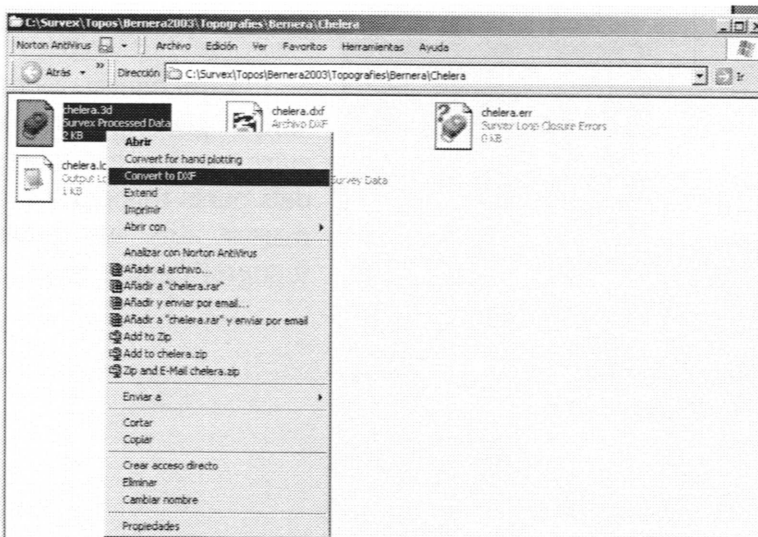 C:\Survex\Topos\Bernera2003\Topografies\Bernera\Chelera
Norton AntiVirus Archivo Edición Ver Favoritos Herramientas Ayuda
Atrás Dirección C:\Survex\Topos\Bernera2003\Topografies\Bernera\Chelera Ir
chelera.3d
Survex Processed Data
2 KB
chelera.dxf
Archivo DXF
chelera.err
Survex Loop Closure Errors
0 KB
chelera.lo
Output Lo
1 KB
urvey Data
Abrir
Convert for hand plotting
Convert to DXF
Extend
Imprimir
Abrir con
Analizar con Norton AntiVirus
Añadir al archivo...
Añadir a "chelera.rar"
Añadir y enviar por email...
Añadir a "chelera.rar" y enviar por email
Add to Zip
Add to chelera.zip
Zip and E-Mail chelera.zip
Enviar a
Cortar
Copiar
Crear acceso directo
Eliminar
Cambiar nombre
Propiedades